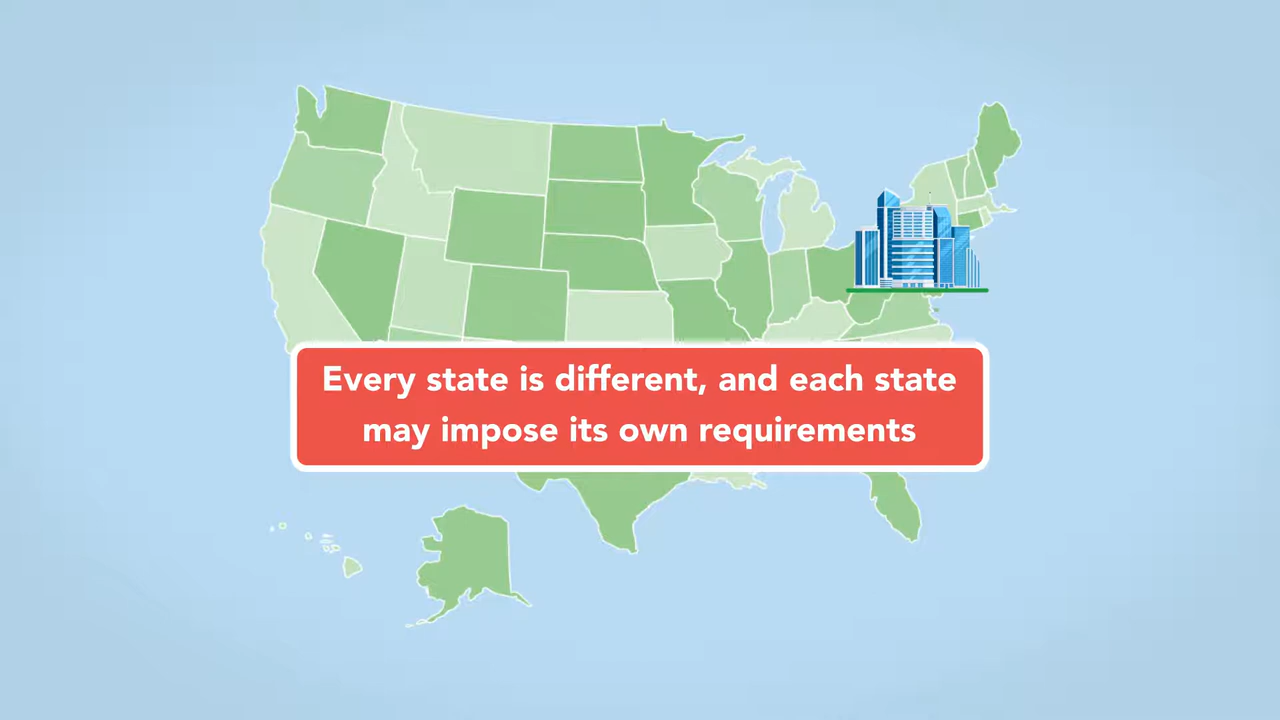 Every state is different, and each state
may impose its own requirements